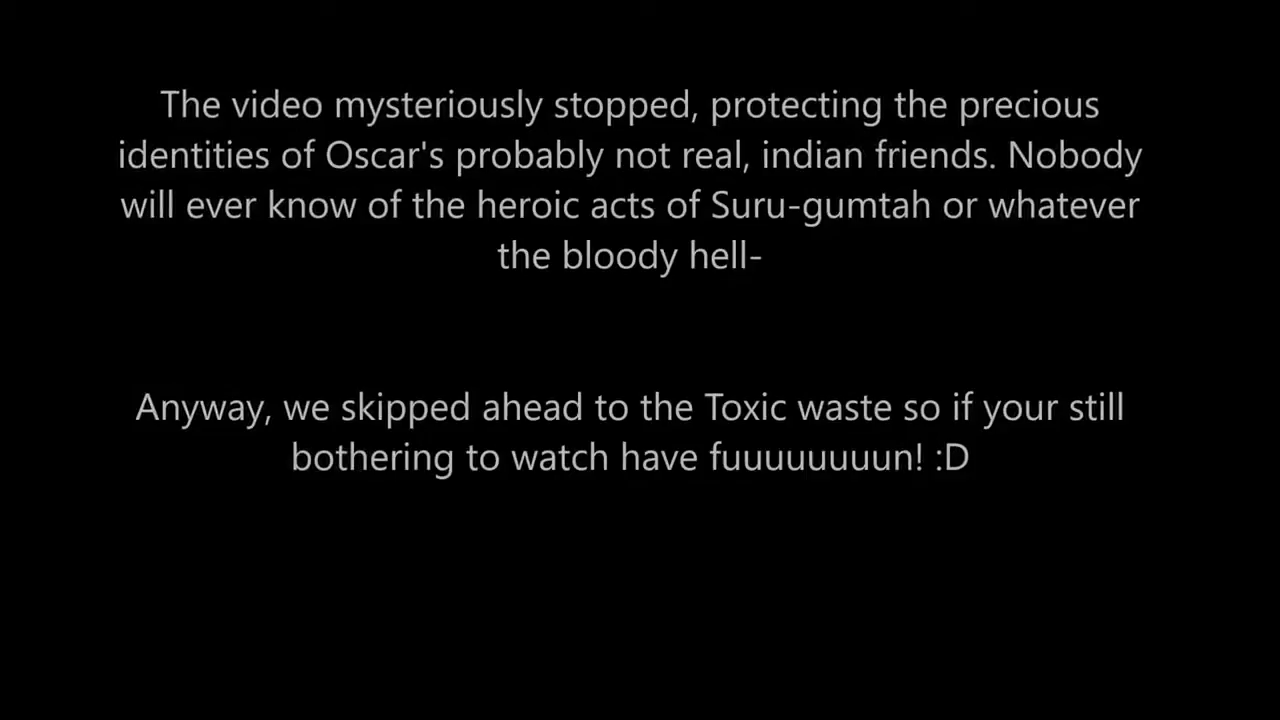 The video mysteriously stopped, protecting the precious
identities of Oscar's probably not real, indian friends. Nobody
will ever know of the heroic acts of Suru-gumtah or whatever
the bloody hell-
Anyway, we skipped ahead to the Toxic waste so if your still
bothering to watch have fuuuuuuuun! :D